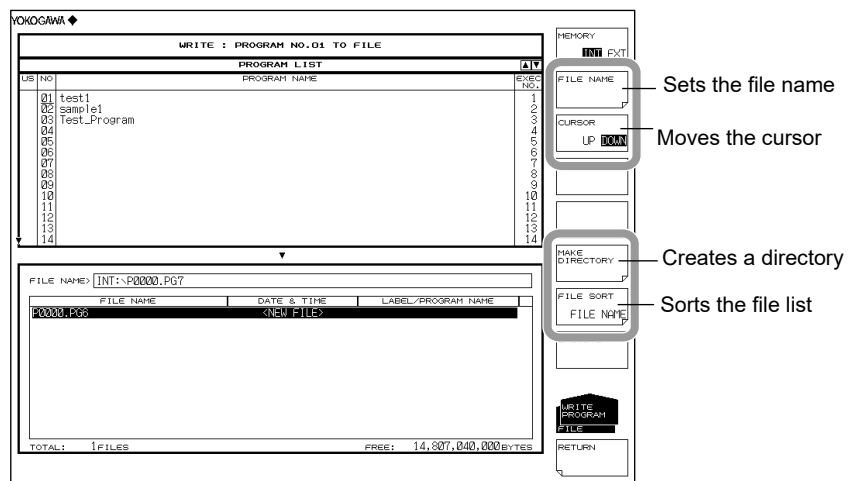 YOKOGAWA ◆
WRITE : PROGRAM NO.01 TO FILE
PROGRAM LIST ▲ ▼
US NO PROGRAM NAME EXEC NO.
01 test1 1
02 sample1 2
03 Test_Program 3
04 4
05 5
06 6
07 7
08 8
09 9
10 10
11 11
12 12
13 13
14 14
FILE NAME> INT:\P0000.PG7
FILE NAME DATE & TIME LABEL/PROGRAM NAME
P0000.PG6 <NEW FILE>
TOTAL: 1FILES FREE: 14,807,040,000BYTES
MEMORY
INT EXT
FILE NAME
Sets the file name
CURSOR
UP DOWN
Moves the cursor
MAKE
DIRECTORY
Creates a directory
FILE SORT
FILE NAME
Sorts the file list
WRITE
PROGRAM
FILE
RETURN